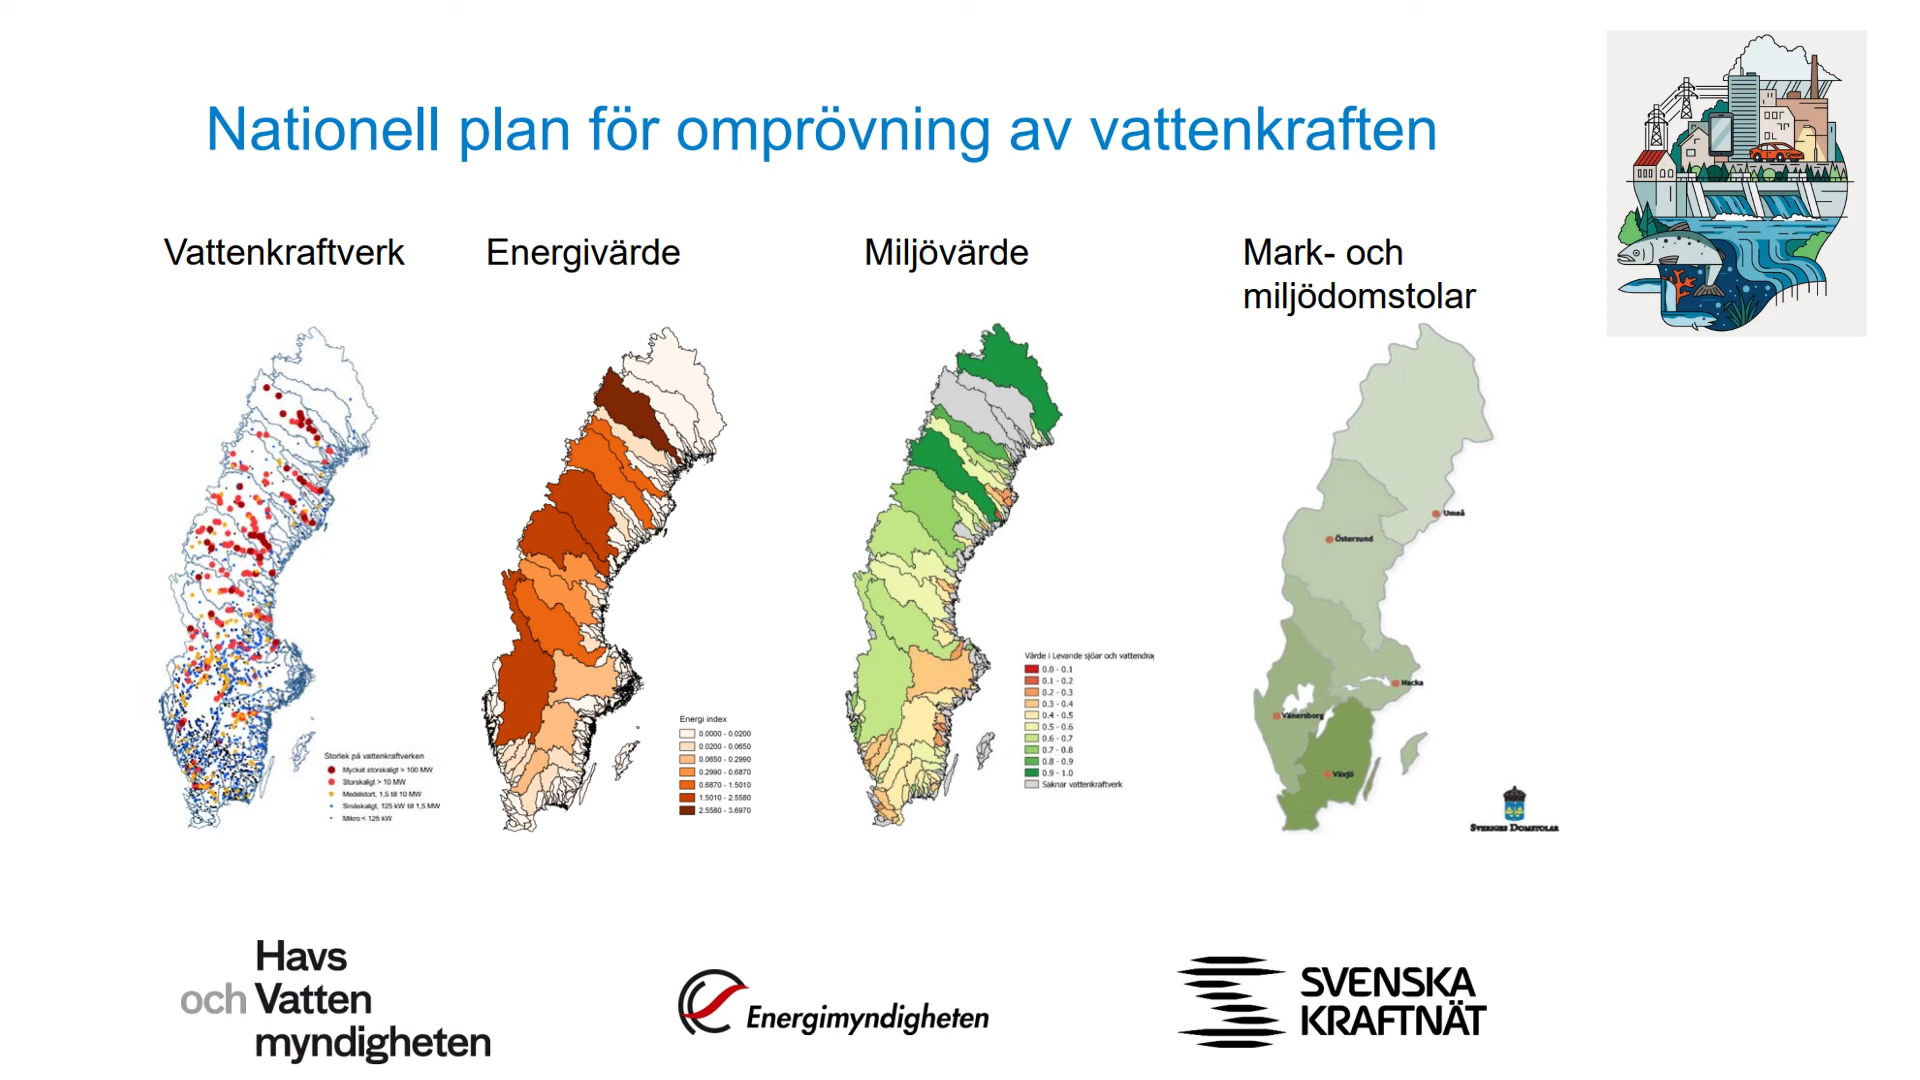 Nationell plan för omprövning av vattenkraften
Vattenkraftverk
Energivärde
Miljövärde
Mark- och
miljödomstolar
Storlek på vattenkraftverken
Mycket storskaligt > 100 MW
Storskaligt > 10 MW
Medelstort, 1,5 till 10 MW
Småskaligt, 125 kW till 1,5 MW
Mikro < 125 kW
Energi index
0.0000 - 0.0200
0.0200 - 0.0650
0.0650 - 0.2990
0.2990 - 0.6870
0.6870 - 1.5010
1.5010 - 2.5580
2.5580 - 3.6970
Värde i Levande sjöar och vattendrag
0.0 - 0.1
0.1 - 0.2
0.2 - 0.3
0.3 - 0.4
0.4 - 0.5
0.5 - 0.6
0.6 - 0.7
0.7 - 0.8
0.8 - 0.9
0.9 - 1.0
Saknar vattenkraftverk
Umeå
Östersund
Nacka
Vänersborg
Växjö
SVERIGES DOMSTOLAR
Havs
och Vatten
myndigheten
Energimyndigheten
SVENSKA
KRAFTNÄT